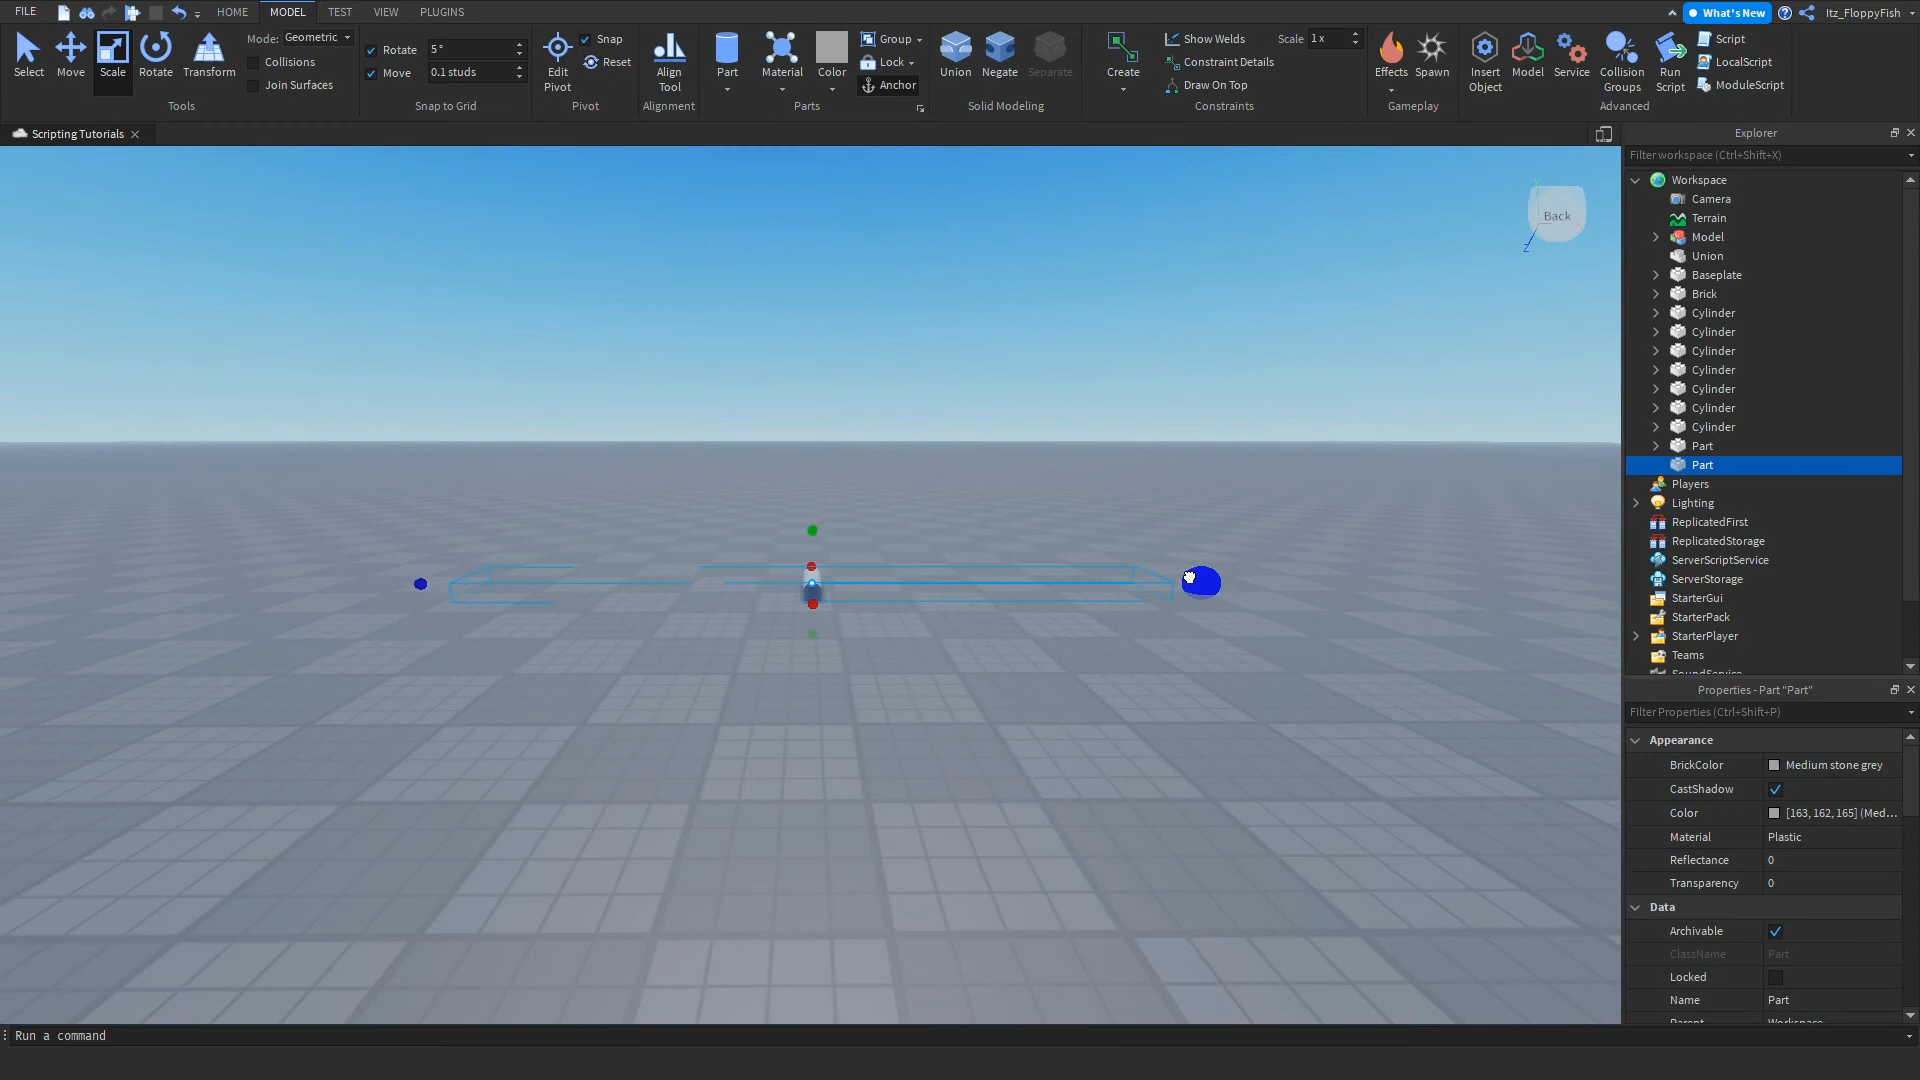 FILE
HOME
MODEL
TEST
VIEW
PLUGINS
What's New
Itz_FloppyFish
Select
Move
Scale
Rotate
Transform
Mode: Geometric
Collisions
Join Surfaces
Tools
Rotate 5°
Move 0.1 studs
Snap to Grid
Edit Pivot
Snap
Reset
Pivot
Align Tool
Alignment
Part
Material
Color
Group
Lock
Anchor
Parts
Union
Negate
Separate
Solid Modeling
Create
Show Welds
Scale 1 x
Constraint Details
Draw On Top
Constraints
Effects
Spawn
Gameplay
Insert Object
Model
Service
Collision Groups
Run Script
Script
LocalScript
ModuleScript
Advanced
Scripting Tutorials
Back
Z
Explorer
Filter workspace (Ctrl+Shift+X)
Workspace
Camera
Terrain
Model
Union
Baseplate
Brick
Cylinder
Cylinder
Cylinder
Cylinder
Cylinder
Cylinder
Cylinder
Part
Part
Players
Lighting
ReplicatedFirst
ReplicatedStorage
ServerScriptService
ServerStorage
StarterGui
StarterPack
StarterPlayer
Teams
SoundService
Properties - Part "Part"
Filter Properties (Ctrl+Shift+P)
Appearance
BrickColor Medium stone grey
CastShadow
Color [163, 162, 165] (Med...
Material Plastic
Reflectance 0
Transparency 0
Data
Archivable
ClassName Part
Locked
Name Part
Parent Workspace
Run a command